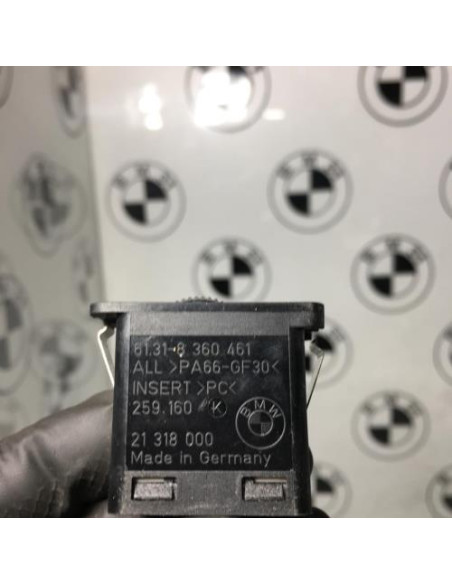 61.31-8 360 461
ALL >PA66-GF30<
INSERT >PC<
259.160 K
BMW
21 318 000
Made in Germany